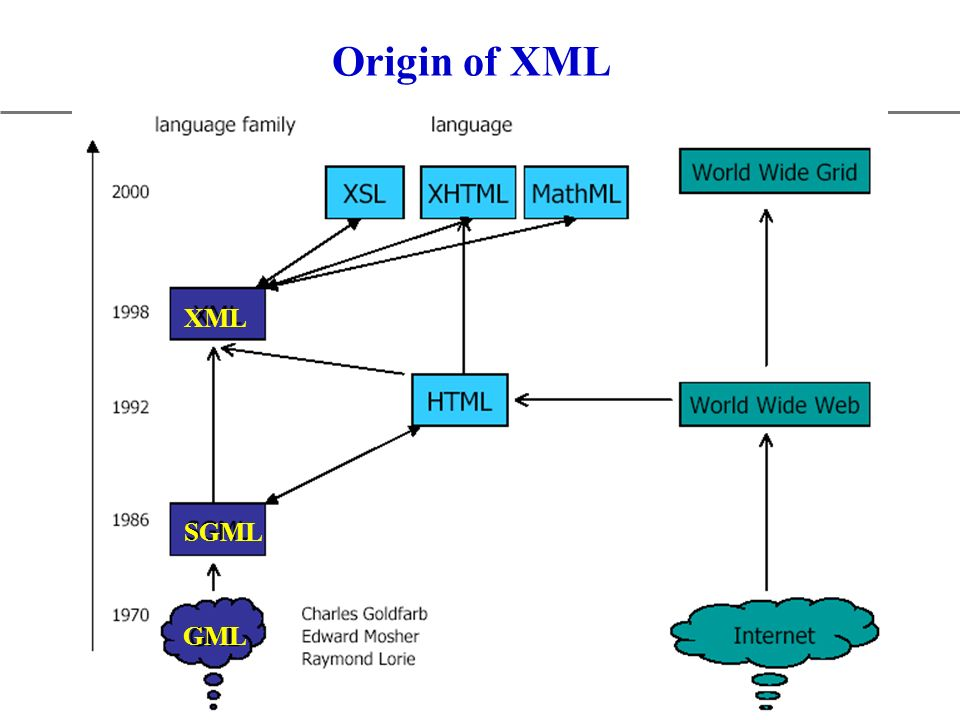 Origin of XML
language family language
2000 XSL XHTML MathML World Wide Grid
1998 XML
1992 HTML World Wide Web
1986 SGML
1970 GML Charles Goldfarb
Edward Mosher
Raymond Lorie
Internet